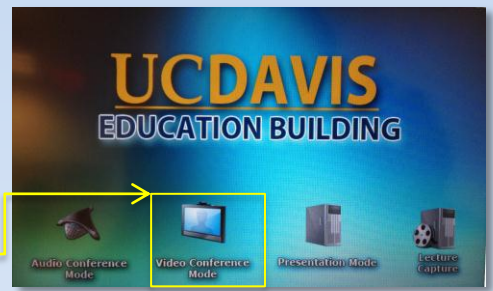 UCDAVIS
EDUCATION BUILDING
Audio Conference
Mode
Video Conference
Mode
Presentation Mode
Lecture
Capture